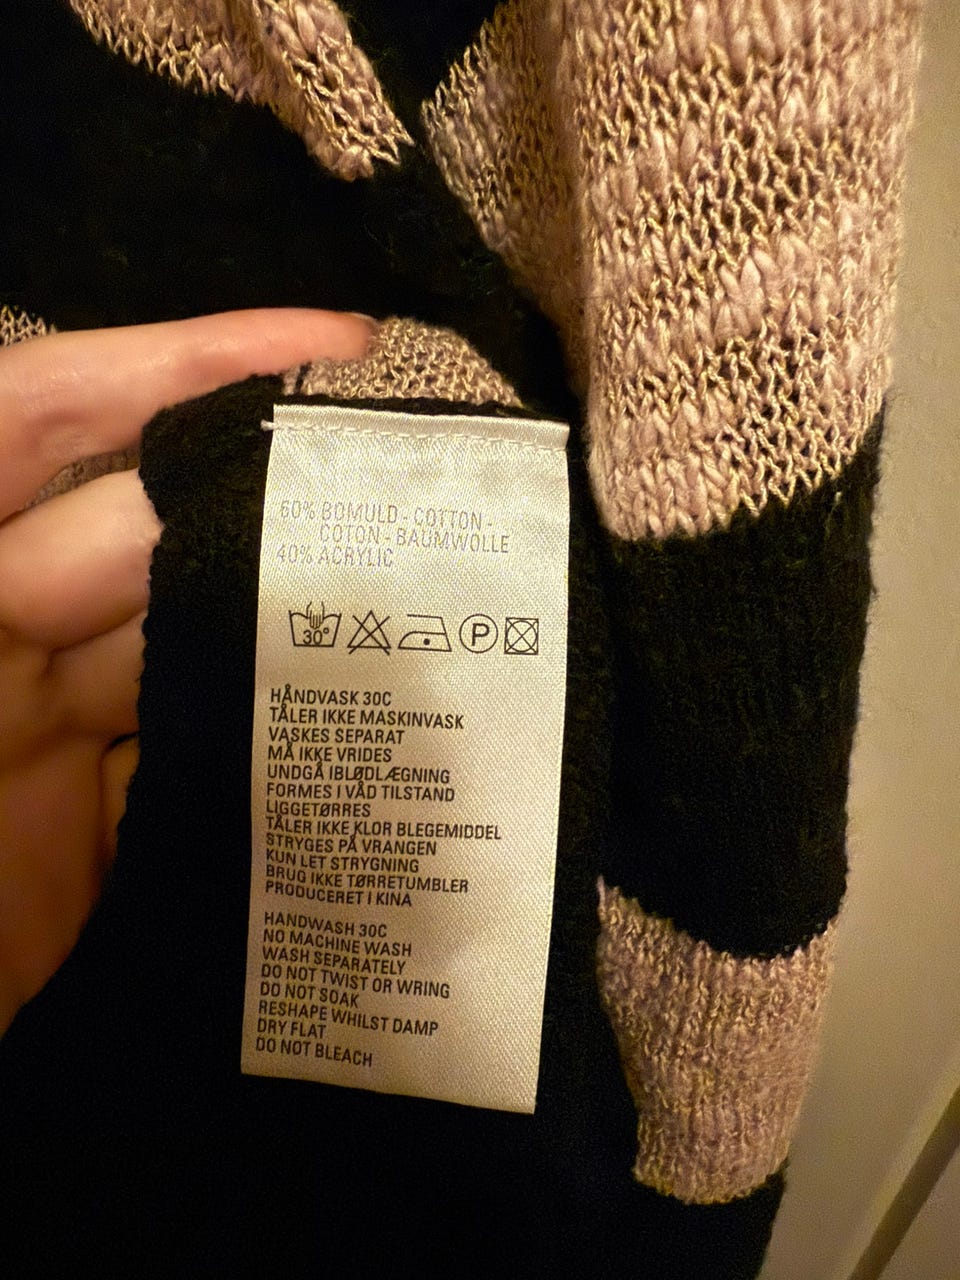 60% BOMULD - COTTON -
COTON - BAUMWOLLE
40% ACRYLIC
30° P
HÅNDVASK 30C
TÅLER IKKE MASKINVASK
VASKES SEPARAT
MÅ IKKE VRIDES
UNDGÅ IBLØDLÆGNING
FORMES I VÅD TILSTAND
LIGGETØRRES
TÅLER IKKE KLOR BLEGEMIDDEL
STRYGES PÅ VRANGEN
KUN LET STRYGNING
BRUG IKKE TØRRETUMBLER
PRODUCERET I KINA
HANDWASH 30C
NO MACHINE WASH
WASH SEPARATELY
DO NOT TWIST OR WRING
DO NOT SOAK
RESHAPE WHILST DAMP
DRY FLAT
DO NOT BLEACH